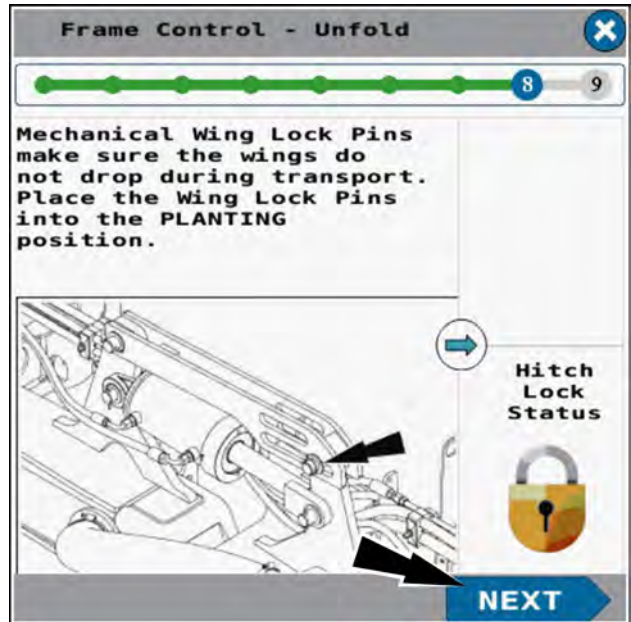 Frame Control - Unfold
8 9
Mechanical Wing Lock Pins
make sure the wings do
not drop during transport.
Place the Wing Lock Pins
into the PLANTING
position.
Hitch
Lock
Status
NEXT